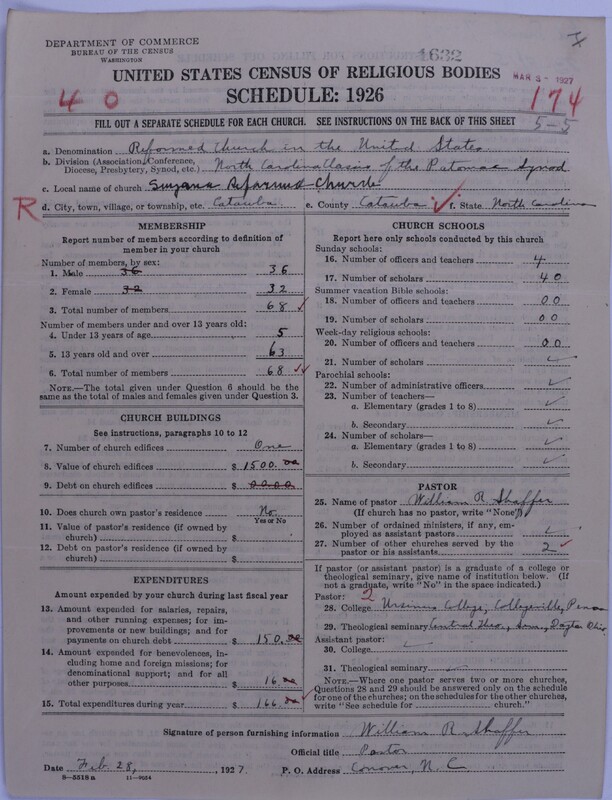 DEPARTMENT OF COMMERCE
BUREAU OF THE CENSUS
WASHINGTON
1632
MAR 3- 1927
UNITED STATES CENSUS OF RELIGIOUS BODIES
SCHEDULE: 1926
4 0
174
FILL OUT A SEPARATE SCHEDULE FOR EACH CHURCH. SEE INSTRUCTIONS ON THE BACK OF THIS SHEET
5-5
a. Denomination Reformed Church in the United States
b. Division (Association, Conference, Diocese, Presbytery, Synod, etc.) North Carolina Classis of the Potomac Synod
c. Local name of church Church
R
d. City, town, village, or township, etc. Catawba e. County Catawba f. State North Carolina
MEMBERSHIP
Report number of members according to definition of
member in your church
Number of members, by sex:
1. Male 36 36
2. Female 32 32
3. Total number of members 68
Number of members under and over 13 years old:
4. Under 13 years of age 5
5. 13 years old and over 63
6. Total number of members 68
NOTE.—The total given under Question 6 should be
same as the total of males and females given under Question 3.
CHURCH BUILDINGS
See instructions, paragraphs 10 to 12
7. Number of church edifices One
8. Value of church edifices $ 1500.00
9. Debt on church edifices $ 00.00
10. Does church own pastor's residence? No
Yes or No
11. Value of pastor's residence (if owned by
church) $
12. Debt on pastor's residence (if owned by
church) $
EXPENDITURES
Amount expended by your church during last fiscal year
13. Amount expended for salaries, repairs,
and other running expenses; for im-
provements or new buildings; and for
payments on church debt $ 150.00
14. Amount expended for benevolences, in-
cluding home and foreign missions; for
denominational support; and for all
other purposes $ 16.00
15. Total expenditures during year $ 166.00
CHURCH SCHOOLS
Report here only schools conducted by this church
Sunday schools:
16. Number of officers and teachers 4
17. Number of scholars 40
Summer vacation Bible schools:
18. Number of officers and teachers 00
19. Number of scholars 00
Week-day religious schools:
20. Number of officers and teachers 00
21. Number of scholars
Parochial schools:
22. Number of administrative officers
23. Number of teachers—
a. Elementary (grades 1 to 8)
b. Secondary
24. Number of scholars—
a. Elementary (grades 1 to 8)
b. Secondary
PASTOR
25. Name of pastor William R. Shaffer
(If church has no pastor, write "None")
26. Number of ordained ministers, if any, em-
ployed as assistant pastors
27. Number of other churches served by the
pastor or his assistants 2
If pastor (or assistant pastor) is a graduate of a college or
theological seminary, give name of institution below. (If
not a graduate, write "No" in the space indicated.)
Pastor: 2
28. College Ursinus College, Collegeville, Penna
29. Theological seminary Central Theo. Dayton Ohio
Assistant pastor:
30. College
31. Theological seminary
NOTE.—Where one pastor serves two or more churches,
Questions 28 and 29 should be answered only on the schedule
for one of the churches; on the schedules for the other churches,
write "See schedule for church."
Signature of person furnishing information William R. Shaffer
Official title Pastor
Date Feb. 28, 1927. P. O. Address Conover, N. C.
8-5518 a 11-9054